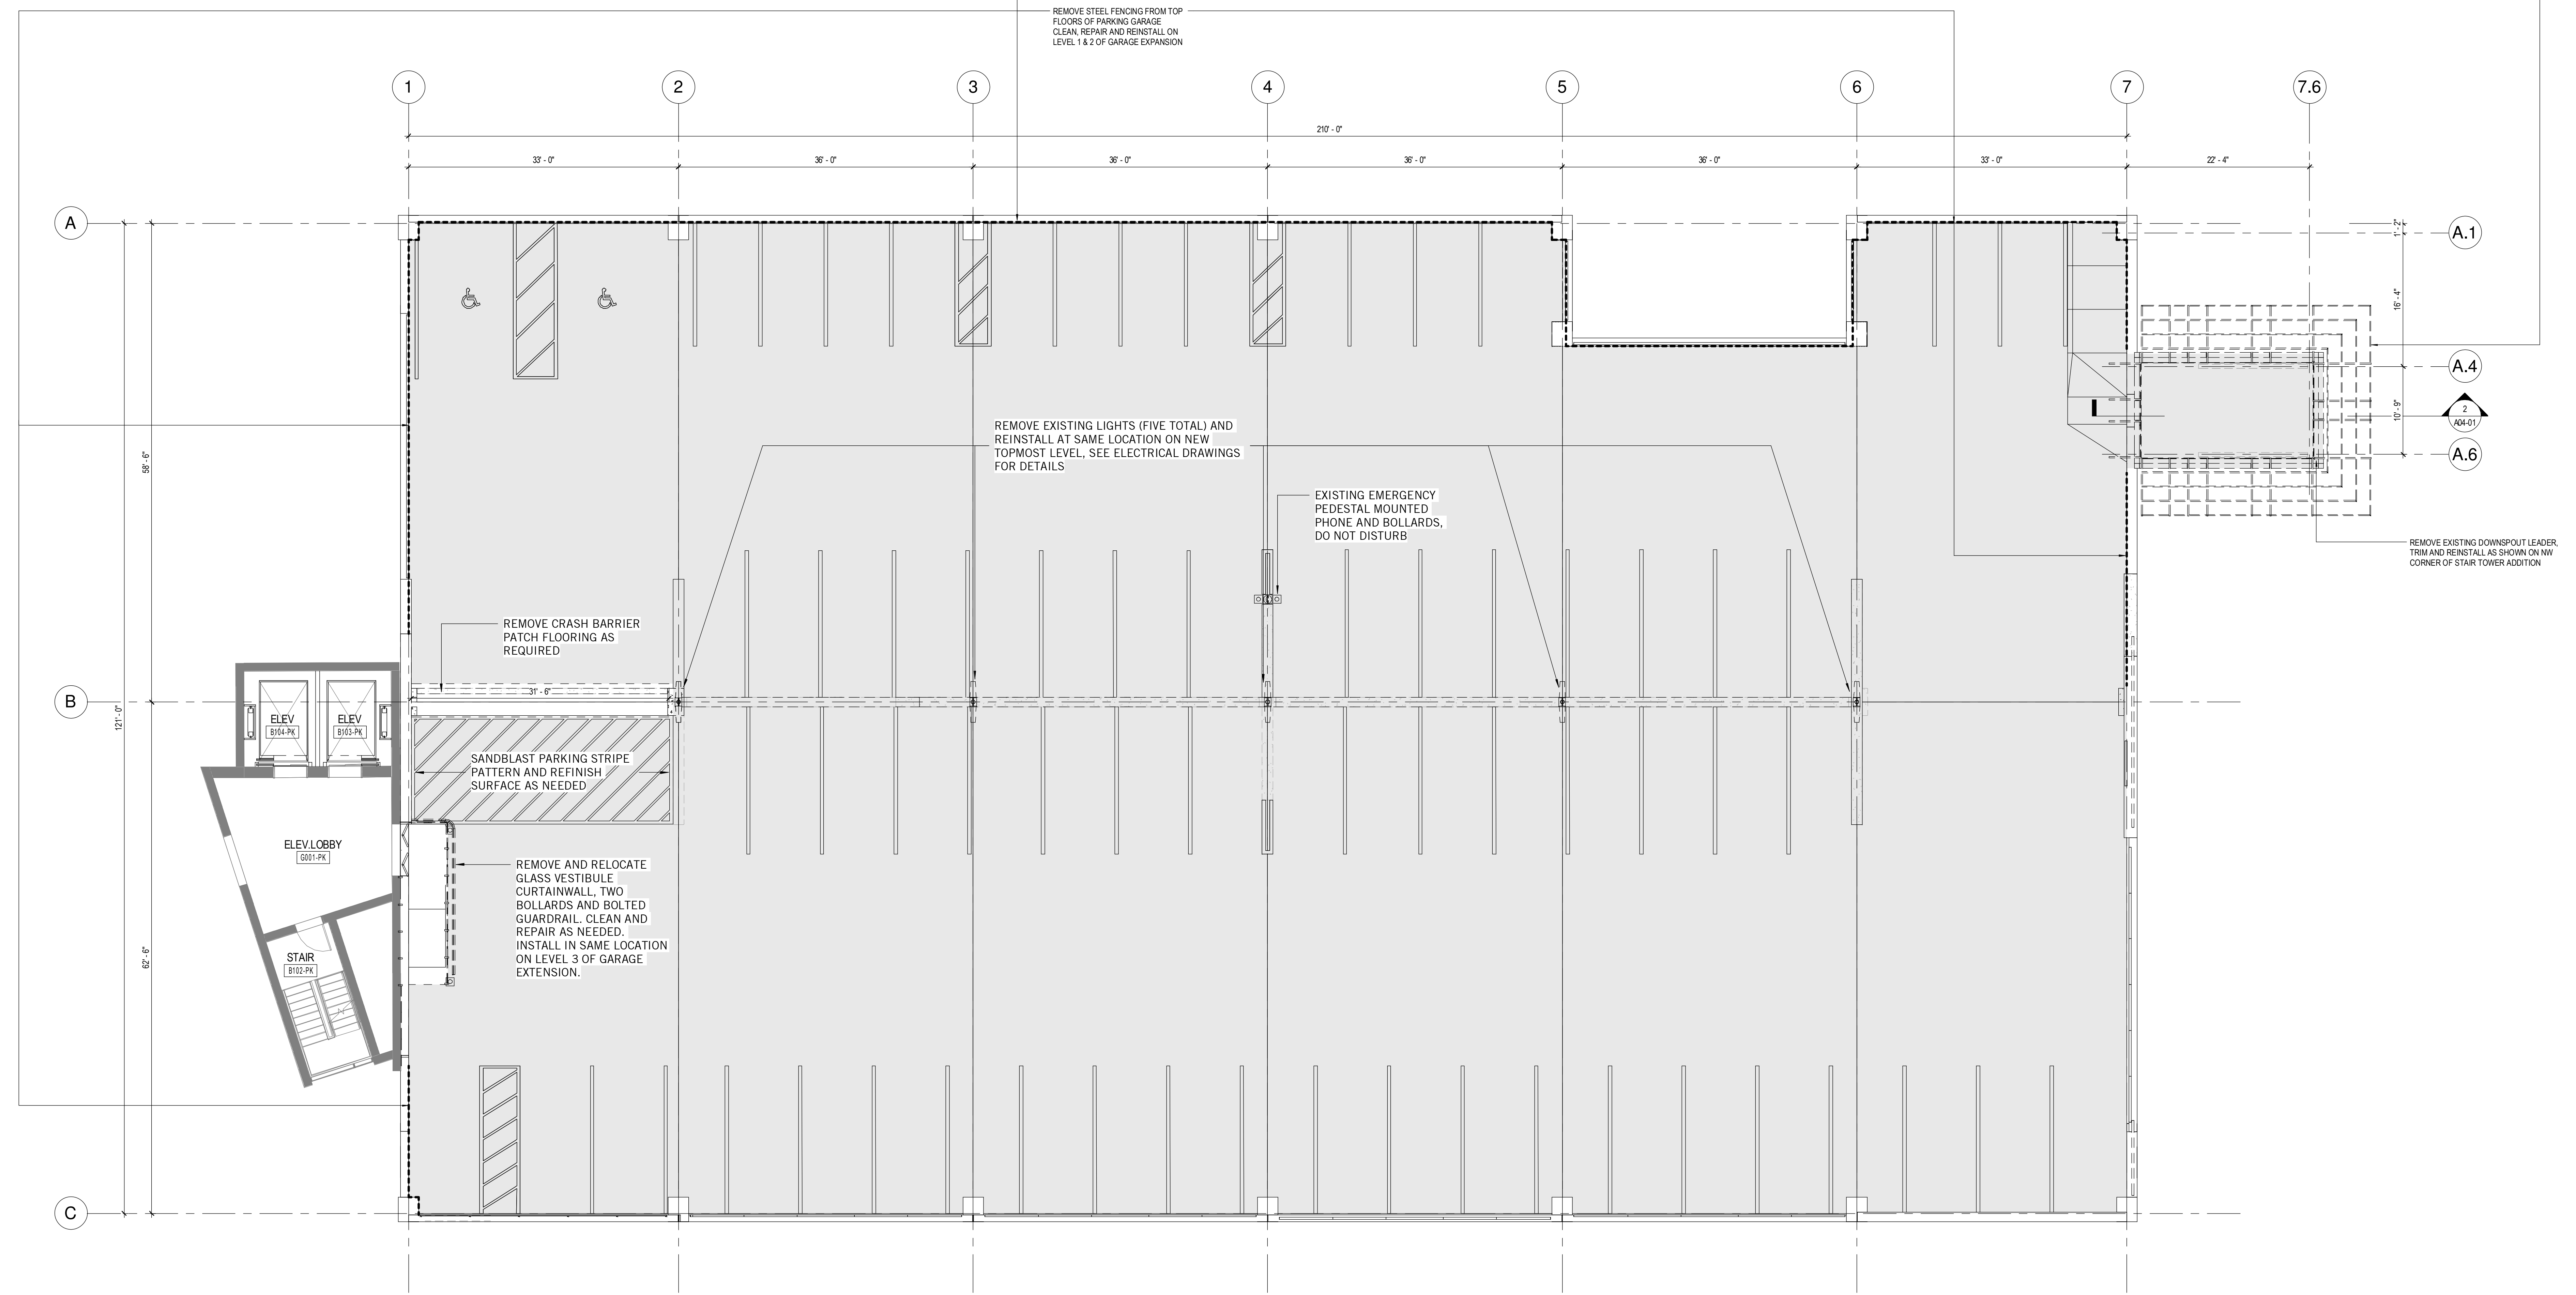 REMOVE STEEL FENCING FROM TOP
FLOORS OF PARKING GARAGE
CLEAN, REPAIR AND REINSTALL ON
LEVEL 1 & 2 OF GARAGE EXPANSION
1
2
3
4
5
6
7
7.6
210' - 0"
33' - 0"
36' - 0"
36' - 0"
36' - 0"
36' - 0"
33' - 0"
22' - 4"
A
A.1
1' - 2"
16' - 4"
A.4
10' - 9"
2
A04-01
A.6
REMOVE EXISTING LIGHTS (FIVE TOTAL) AND
REINSTALL AT SAME LOCATION ON NEW
TOPMOST LEVEL, SEE ELECTRICAL DRAWINGS
FOR DETAILS
58' - 6"
EXISTING EMERGENCY
PEDESTAL MOUNTED
PHONE AND BOLLARDS,
DO NOT DISTURB
REMOVE EXISTING DOWNSPOUT LEADER,
TRIM AND REINSTALL AS SHOWN ON NW
CORNER OF STAIR TOWER ADDITION
REMOVE CRASH BARRIER
PATCH FLOORING AS
REQUIRED
31' - 6"
B
121' - 0"
ELEV
B104-PK
ELEV
B103-PK
SANDBLAST PARKING STRIPE
PATTERN AND REFINISH
SURFACE AS NEEDED
ELEV.LOBBY
G001-PK
REMOVE AND RELOCATE
GLASS VESTIBULE
CURTAINWALL, TWO
BOLLARDS AND BOLTED
GUARDRAIL. CLEAN AND
REPAIR AS NEEDED.
INSTALL IN SAME LOCATION
ON LEVEL 3 OF GARAGE
EXTENSION.
62' - 6"
STAIR
B102-PK
C